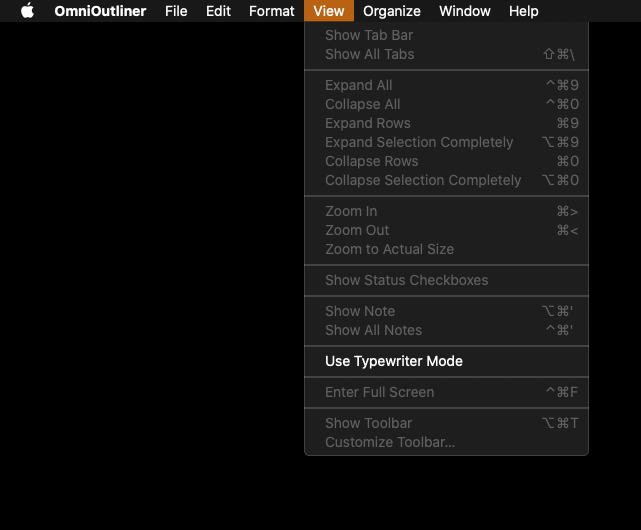 OmniOutliner File Edit Format View Organize Window Help
Show Tab Bar
Show All Tabs ⇧⌘\
Expand All ^⌘9
Collapse All ^⌘0
Expand Rows ⌘9
Expand Selection Completely ⌥⌘9
Collapse Rows ⌘0
Collapse Selection Completely ⌥⌘0
Zoom In ⌘>
Zoom Out ⌘<
Zoom to Actual Size
Show Status Checkboxes
Show Note ⌥⌘'
Show All Notes ^⌘'
Use Typewriter Mode
Enter Full Screen ^⌘F
Show Toolbar ⌥⌘T
Customize Toolbar...